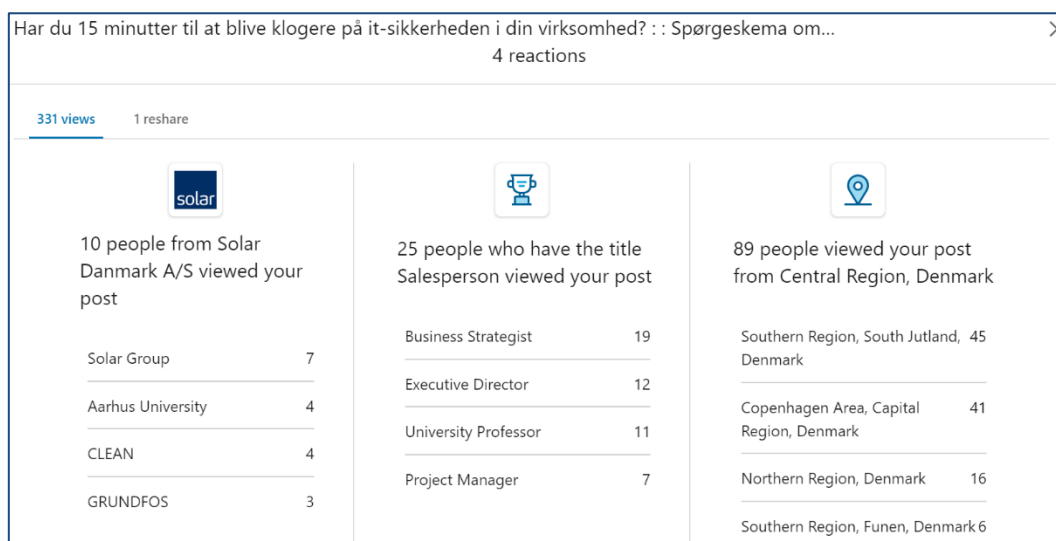 Har du 15 minutter til at blive klogere på it-sikkerheden i din virksomhed? : : Spørgeskema om...
4 reactions
331 views
1 reshare
solar
10 people from Solar
Danmark A/S viewed your
post
Solar Group 7
Aarhus University 4
CLEAN 4
GRUNDFOS 3
25 people who have the title
Salesperson viewed your post
Business Strategist 19
Executive Director 12
University Professor 11
Project Manager 7
89 people viewed your post
from Central Region, Denmark
Southern Region, South Jutland, 45
Denmark
Copenhagen Area, Capital 41
Region, Denmark
Northern Region, Denmark 16
Southern Region, Funen, Denmark 6